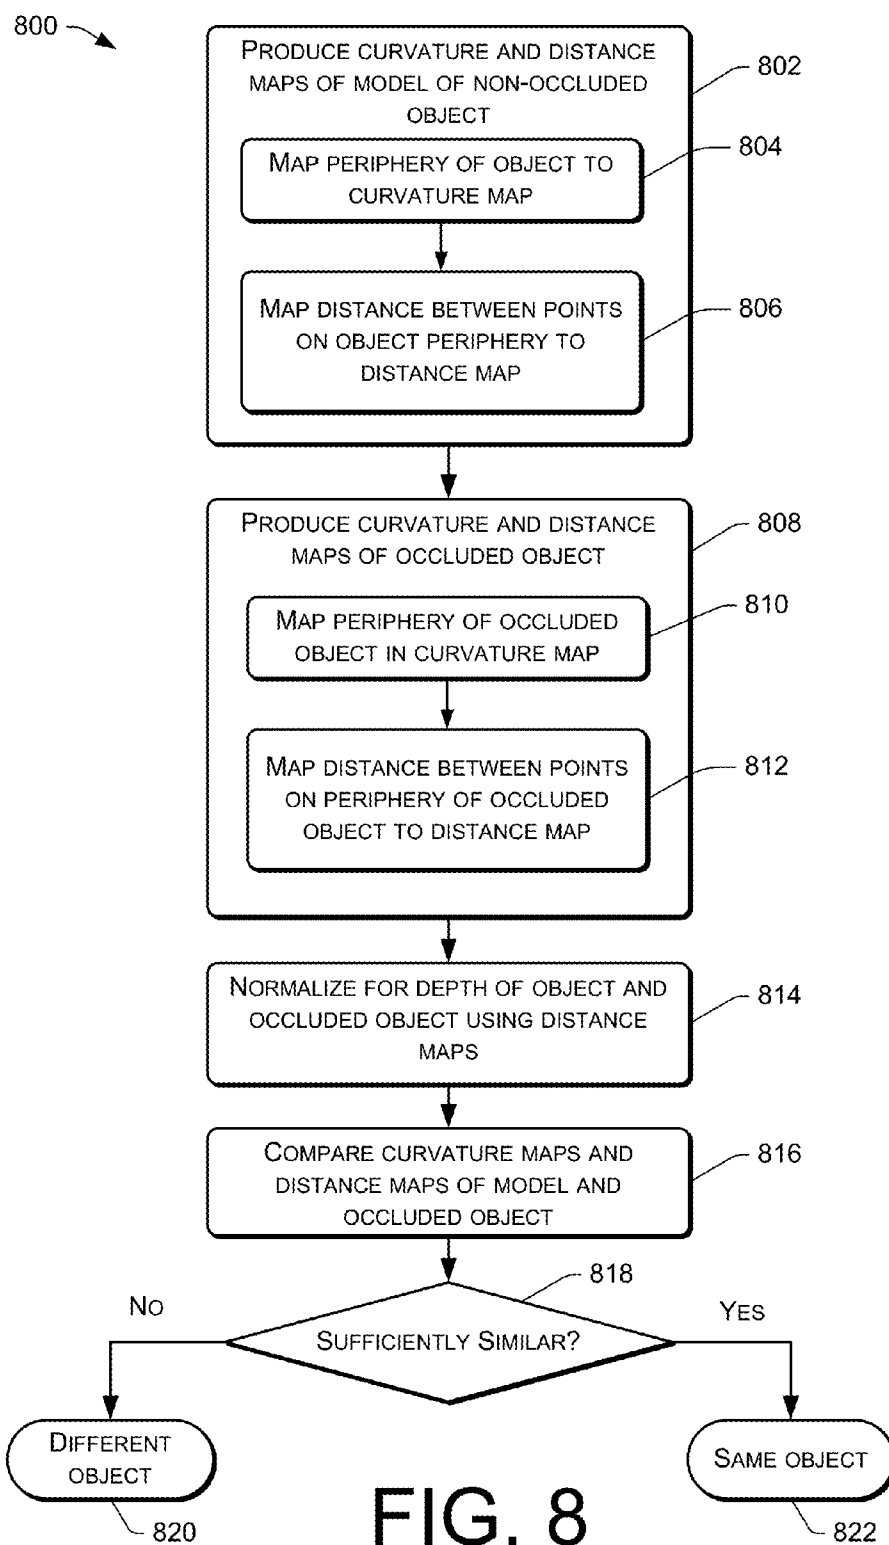 800
PRODUCE CURVATURE AND DISTANCE
MAPS OF MODEL OF NON-OCCLUDED
OBJECT
802
MAP PERIPHERY OF OBJECT TO
CURVATURE MAP
804
MAP DISTANCE BETWEEN POINTS
ON OBJECT PERIPHERY TO
DISTANCE MAP
806
PRODUCE CURVATURE AND DISTANCE
MAPS OF OCCLUDED OBJECT
808
MAP PERIPHERY OF OCCLUDED
OBJECT IN CURVATURE MAP
810
MAP DISTANCE BETWEEN POINTS
ON PERIPHERY OF OCCLUDED
OBJECT TO DISTANCE MAP
812
NORMALIZE FOR DEPTH OF OBJECT AND
OCCLUDED OBJECT USING DISTANCE
MAPS
814
COMPARE CURVATURE MAPS AND
DISTANCE MAPS OF MODEL AND
OCCLUDED OBJECT
816
SUFFICIENTLY SIMILAR?
818
NO
YES
DIFFERENT
OBJECT
820
SAME OBJECT
822
FIG. 8